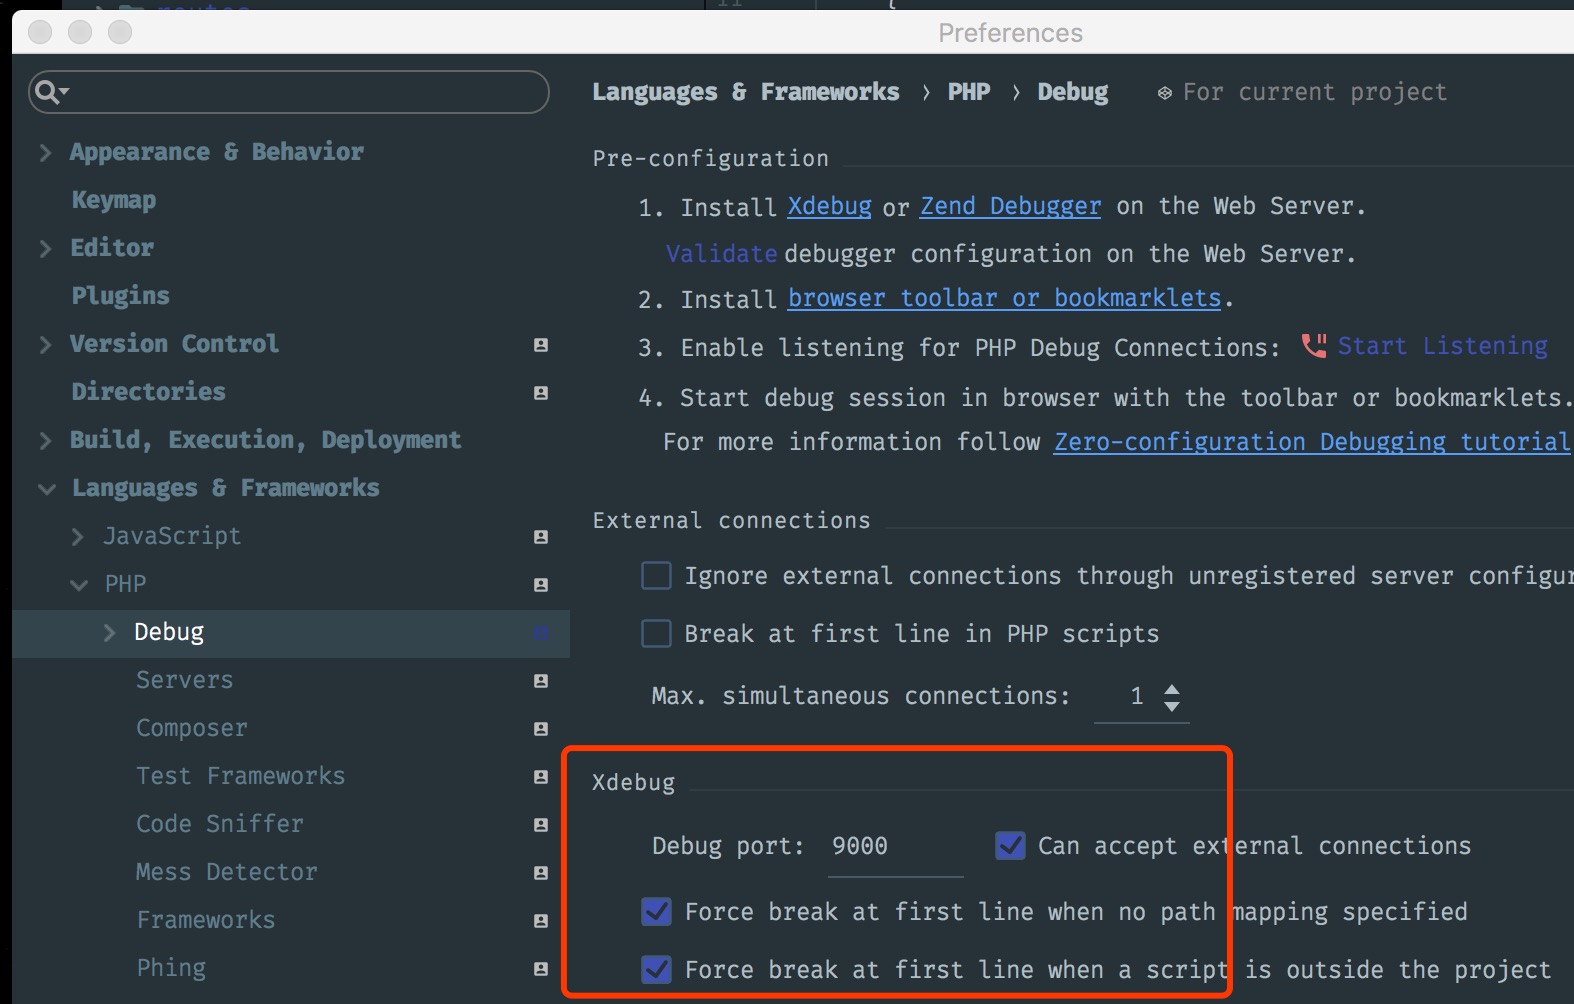 routes
11
{
Preferences
Languages & Frameworks › PHP › Debug For current project
Appearance & Behavior
Keymap
Editor
Plugins
Version Control
Directories
Build, Execution, Deployment
Languages & Frameworks
JavaScript
PHP
Debug
Servers
Composer
Test Frameworks
Code Sniffer
Mess Detector
Frameworks
Phing
Pre-configuration
1. Install Xdebug or Zend Debugger on the Web Server.
Validate debugger configuration on the Web Server.
2. Install browser toolbar or bookmarklets.
3. Enable listening for PHP Debug Connections: Start Listening
4. Start debug session in browser with the toolbar or bookmarklets.
For more information follow Zero-configuration Debugging tutorial
External connections
Ignore external connections through unregistered server configur
Break at first line in PHP scripts
Max. simultaneous connections: 1
Xdebug
Debug port: 9000 Can accept external connections
Force break at first line when no path mapping specified
Force break at first line when a script is outside the project